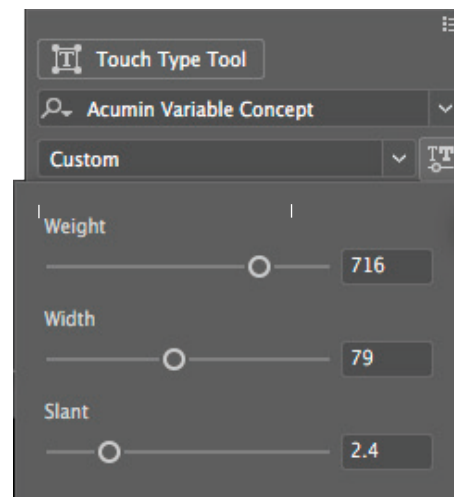 Touch Type Tool
Acumin Variable Concept
Custom
Weight
716
Width
79
Slant
2.4